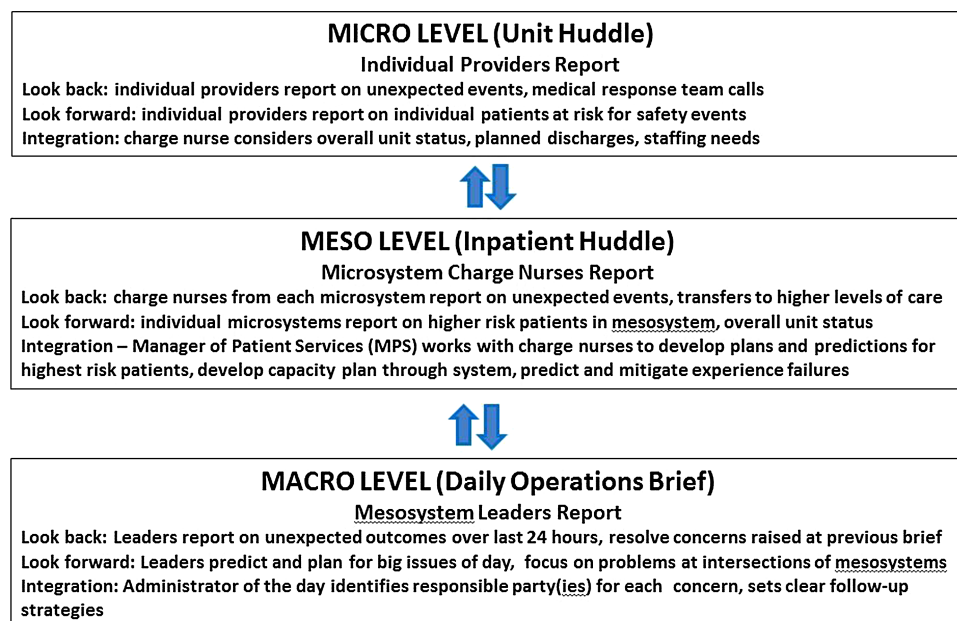 MICRO LEVEL (Unit Huddle)
Individual Providers Report
Look back: individual providers report on unexpected events, medical response team calls
Look forward: individual providers report on individual patients at risk for safety events
Integration: charge nurse considers overall unit status, planned discharges, staffing needs
MESO LEVEL (Inpatient Huddle)
Microsystem Charge Nurses Report
Look back: charge nurses from each microsystem report on unexpected events, transfers to higher levels of care
Look forward: individual microsystems report on higher risk patients in mesosystem, overall unit status
Integration – Manager of Patient Services (MPS) works with charge nurses to develop plans and predictions for
highest risk patients, develop capacity plan through system, predict and mitigate experience failures
MACRO LEVEL (Daily Operations Brief)
Mesosystem Leaders Report
Look back: Leaders report on unexpected outcomes over last 24 hours, resolve concerns raised at previous brief
Look forward: Leaders predict and plan for big issues of day, focus on problems at intersections of mesosystems
Integration: Administrator of the day identifies responsible party(ies) for each concern, sets clear follow-up
strategies